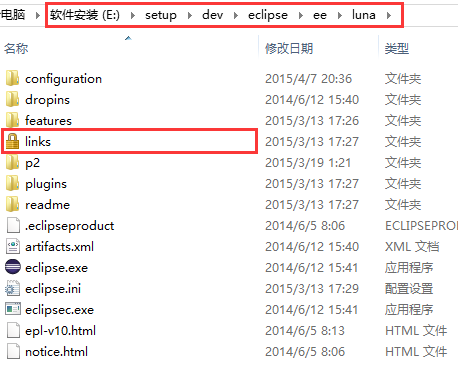 电脑 软件安装 (E:) setup dev eclipse ee luna
名称 修改日期 类型
configuration 2015/4/7 20:36 文件夹
dropins 2014/6/12 15:40 文件夹
features 2015/3/13 17:26 文件夹
links 2015/3/13 17:27 文件夹
p2 2015/3/19 1:21 文件夹
plugins 2015/3/13 17:27 文件夹
readme 2015/3/13 17:27 文件夹
.eclipseproduct 2014/6/5 8:06 ECLIPSEPRO
artifacts.xml 2014/6/12 15:40 XML 文档
eclipse.exe 2014/6/12 15:41 应用程序
eclipse.ini 2015/3/13 17:29 配置设置
eclipsec.exe 2014/6/12 15:41 应用程序
epl-v10.html 2014/6/5 8:13 HTML 文件
notice.html 2014/6/5 8:06 HTML 文件